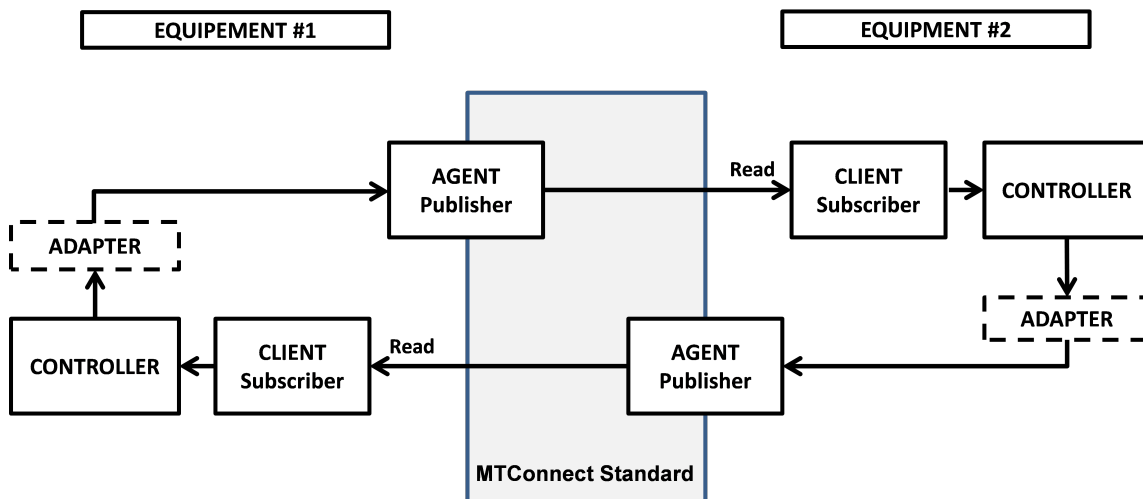 EQUIPEMENT #1
EQUIPMENT #2
AGENT
Publisher
Read
CLIENT
Subscriber
CONTROLLER
ADAPTER
ADAPTER
CONTROLLER
CLIENT
Subscriber
Read
AGENT
Publisher
MTConnect Standard